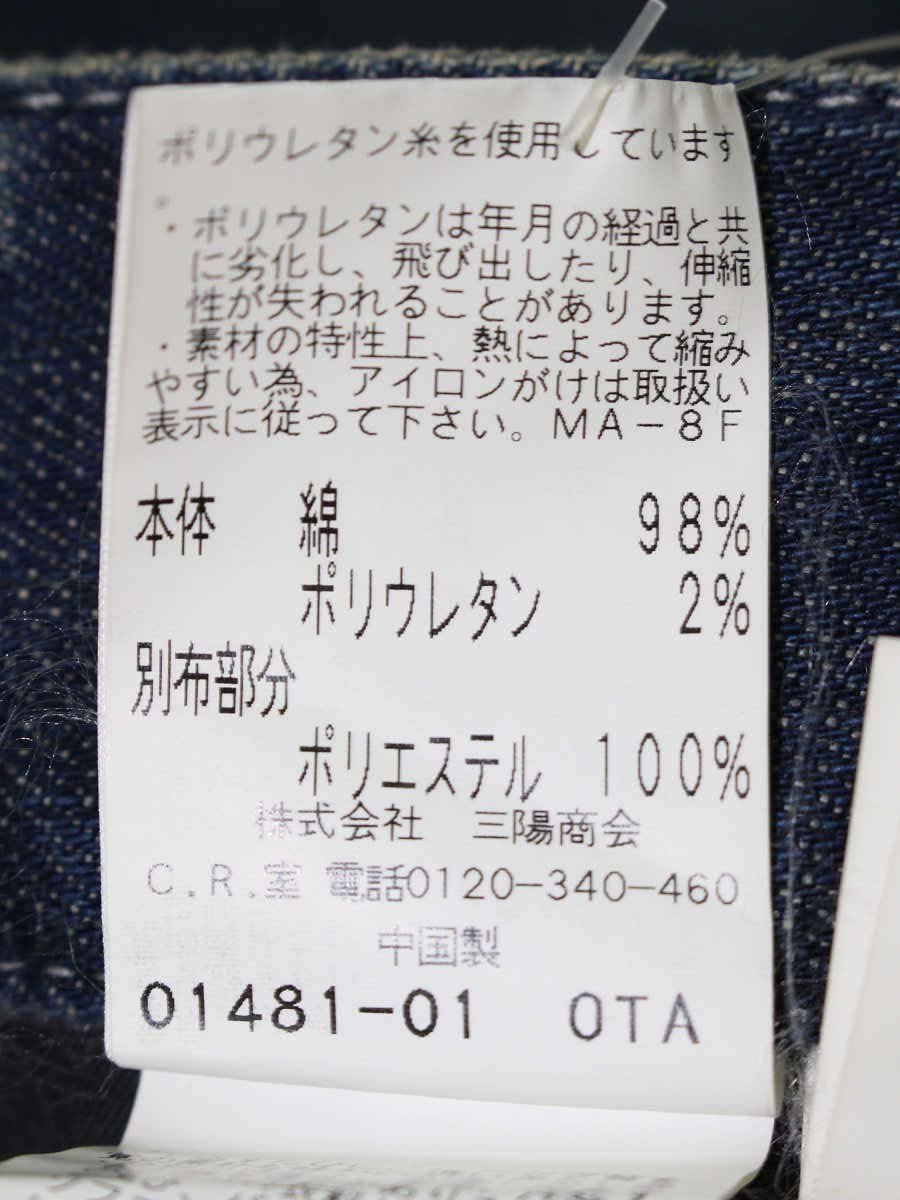 ポリウレタン糸を使用しています
。
・ポリウレタンは年月の経過と共
に劣化し、飛び出したり、伸縮
性が失われることがあります。
・素材の特性上、熱によって縮み
やすい為、アイロンがけは取扱い
表示に従って下さい。MA-8F
本体 綿 98%
ポリウレタン 2%
別布部分
ポリエステル 100%
株式会社 三陽商会
C.R.室 電話0120-340-460
中国製
01481-01 OTA